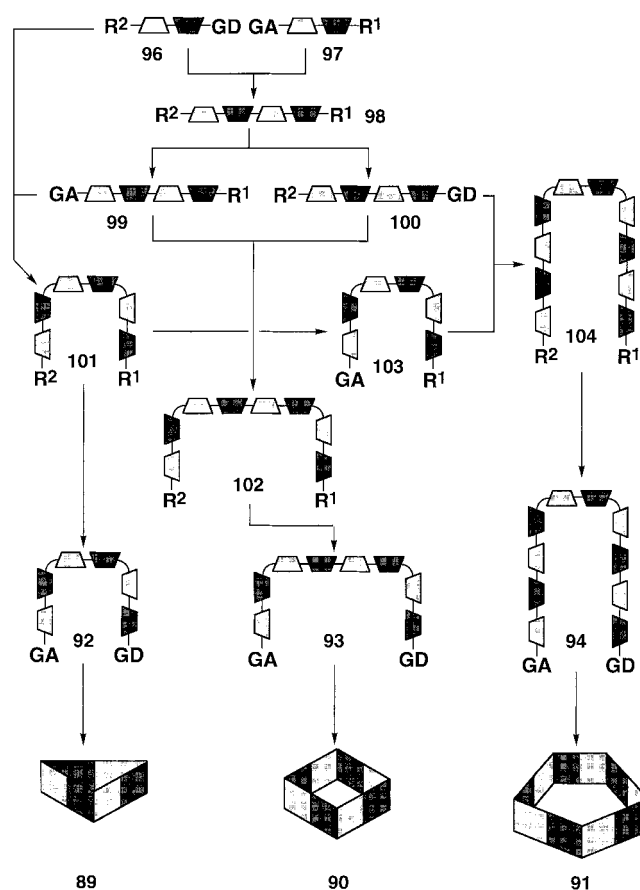 R2 GD GA R1
96 97
R2 R1 98
GA R1 R2 GD
99 100
101 103 104
R2 R1 GA R1 R2 R1
102
R2 R1
92 93 94
GA GD GA GD GA GD
89 90 91